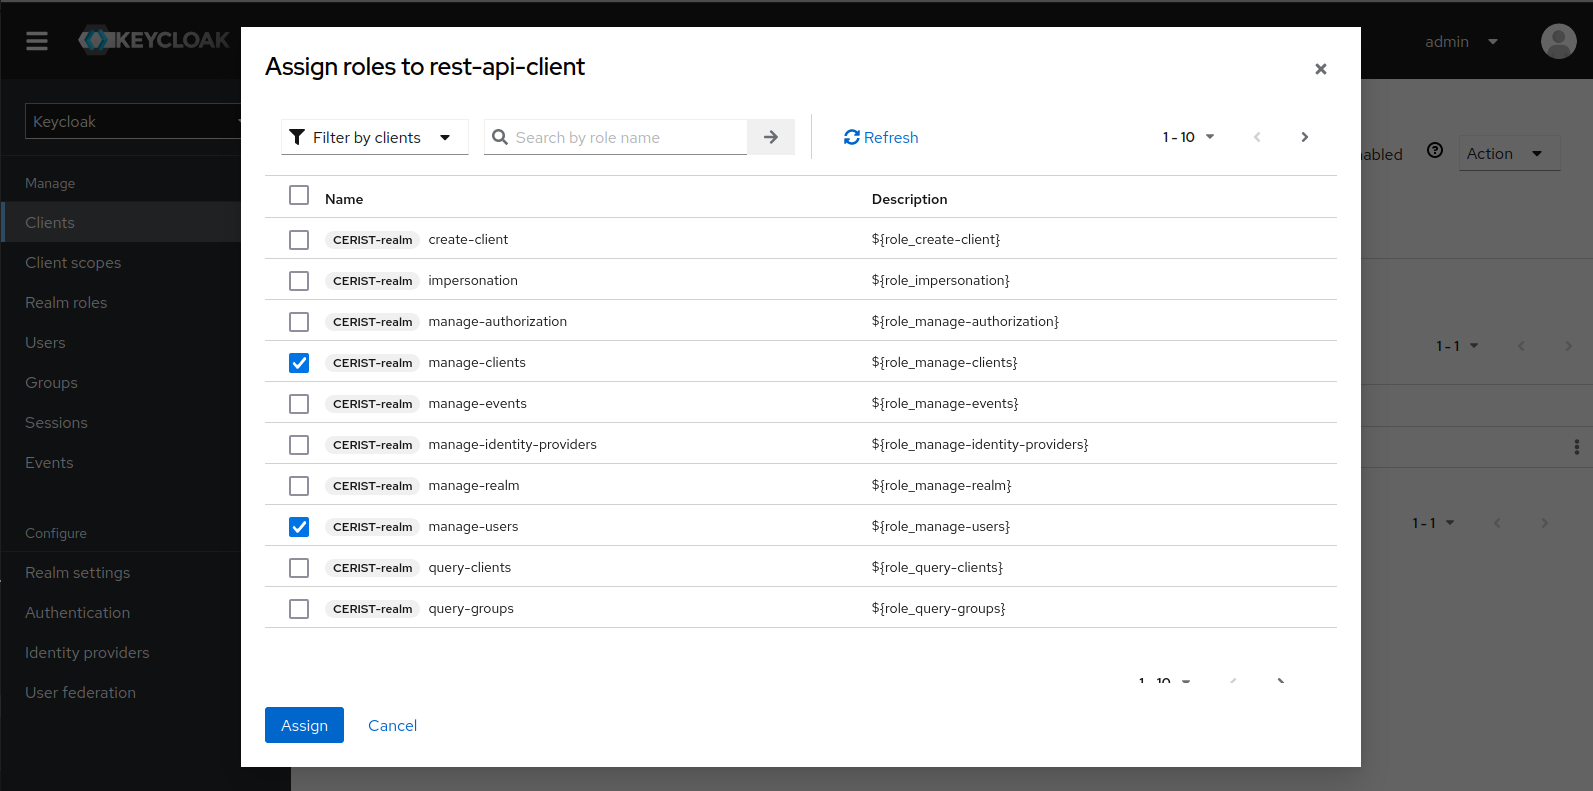 KEYCLOAK
admin
Keycloak
Manage
Clients
Client scopes
Realm roles
Users
Groups
Sessions
Events
Configure
Realm settings
Authentication
Identity providers
User federation
Assign roles to rest-api-client
Filter by clients
Search by role name
Refresh
1 - 10
Name Description
CERIST-realm create-client ${role_create-client}
CERIST-realm impersonation ${role_impersonation}
CERIST-realm manage-authorization ${role_manage-authorization}
CERIST-realm manage-clients ${role_manage-clients}
CERIST-realm manage-events ${role_manage-events}
CERIST-realm manage-identity-providers ${role_manage-identity-providers}
CERIST-realm manage-realm ${role_manage-realm}
CERIST-realm manage-users ${role_manage-users}
CERIST-realm query-clients ${role_query-clients}
CERIST-realm query-groups ${role_query-groups}
1 - 10
Assign
Cancel
Action
1 - 1
1 - 1